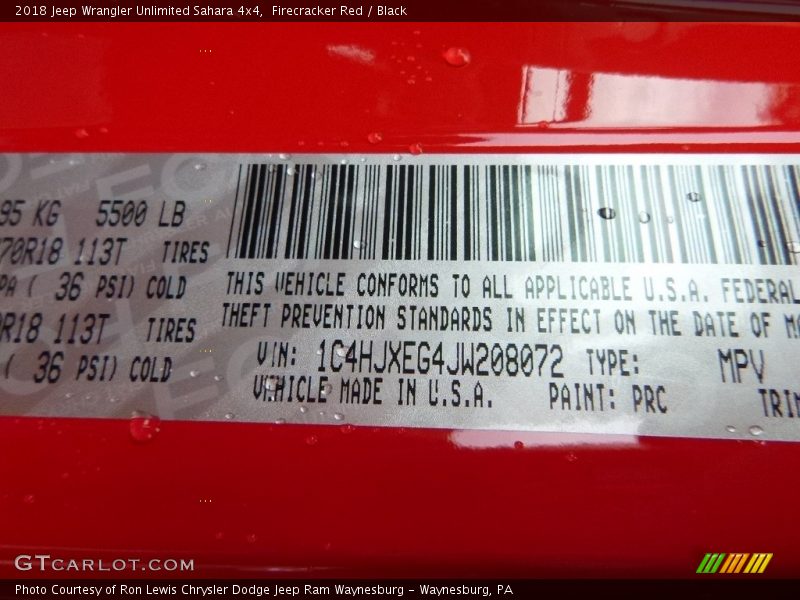 2018 Jeep Wrangler Unlimited Sahara 4x4, Firecracker Red / Black
95 KG 5500 LB
70R18 113T TIRES
PA ( 36 PSI) COLD
R18 113T TIRES
( 36 PSI) COLD
THIS VEHICLE CONFORMS TO ALL APPLICABLE U.S.A. FEDERAL
THEFT PREVENTION STANDARDS IN EFFECT ON THE DATE OF
VIN: 1C4HJXEG4JW208072 TYPE: MPV
VEHICLE MADE IN U.S.A. PAINT: PRC TRIM
GTCARLOT.COM
Photo Courtesy of Ron Lewis Chrysler Dodge Jeep Ram Waynesburg - Waynesburg, PA